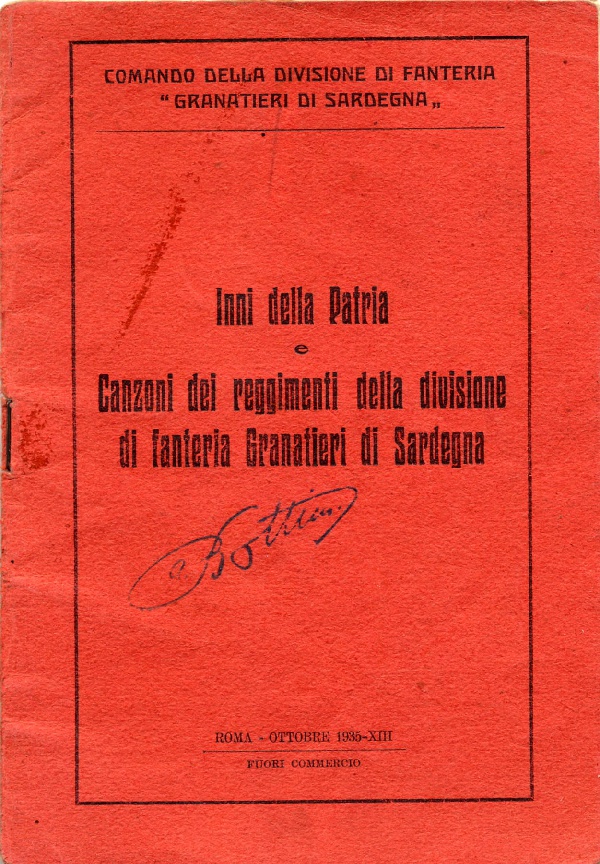 COMANDO DELLA DIVISIONE DI FANTERIA
" GRANATIERI DI SARDEGNA „
Inni della Patria
e
Canzoni dei reggimenti della divisione
di fanteria Granatieri di Sardegna
ROMA - OTTOBRE 1935-XIII
FUORI COMMERCIO